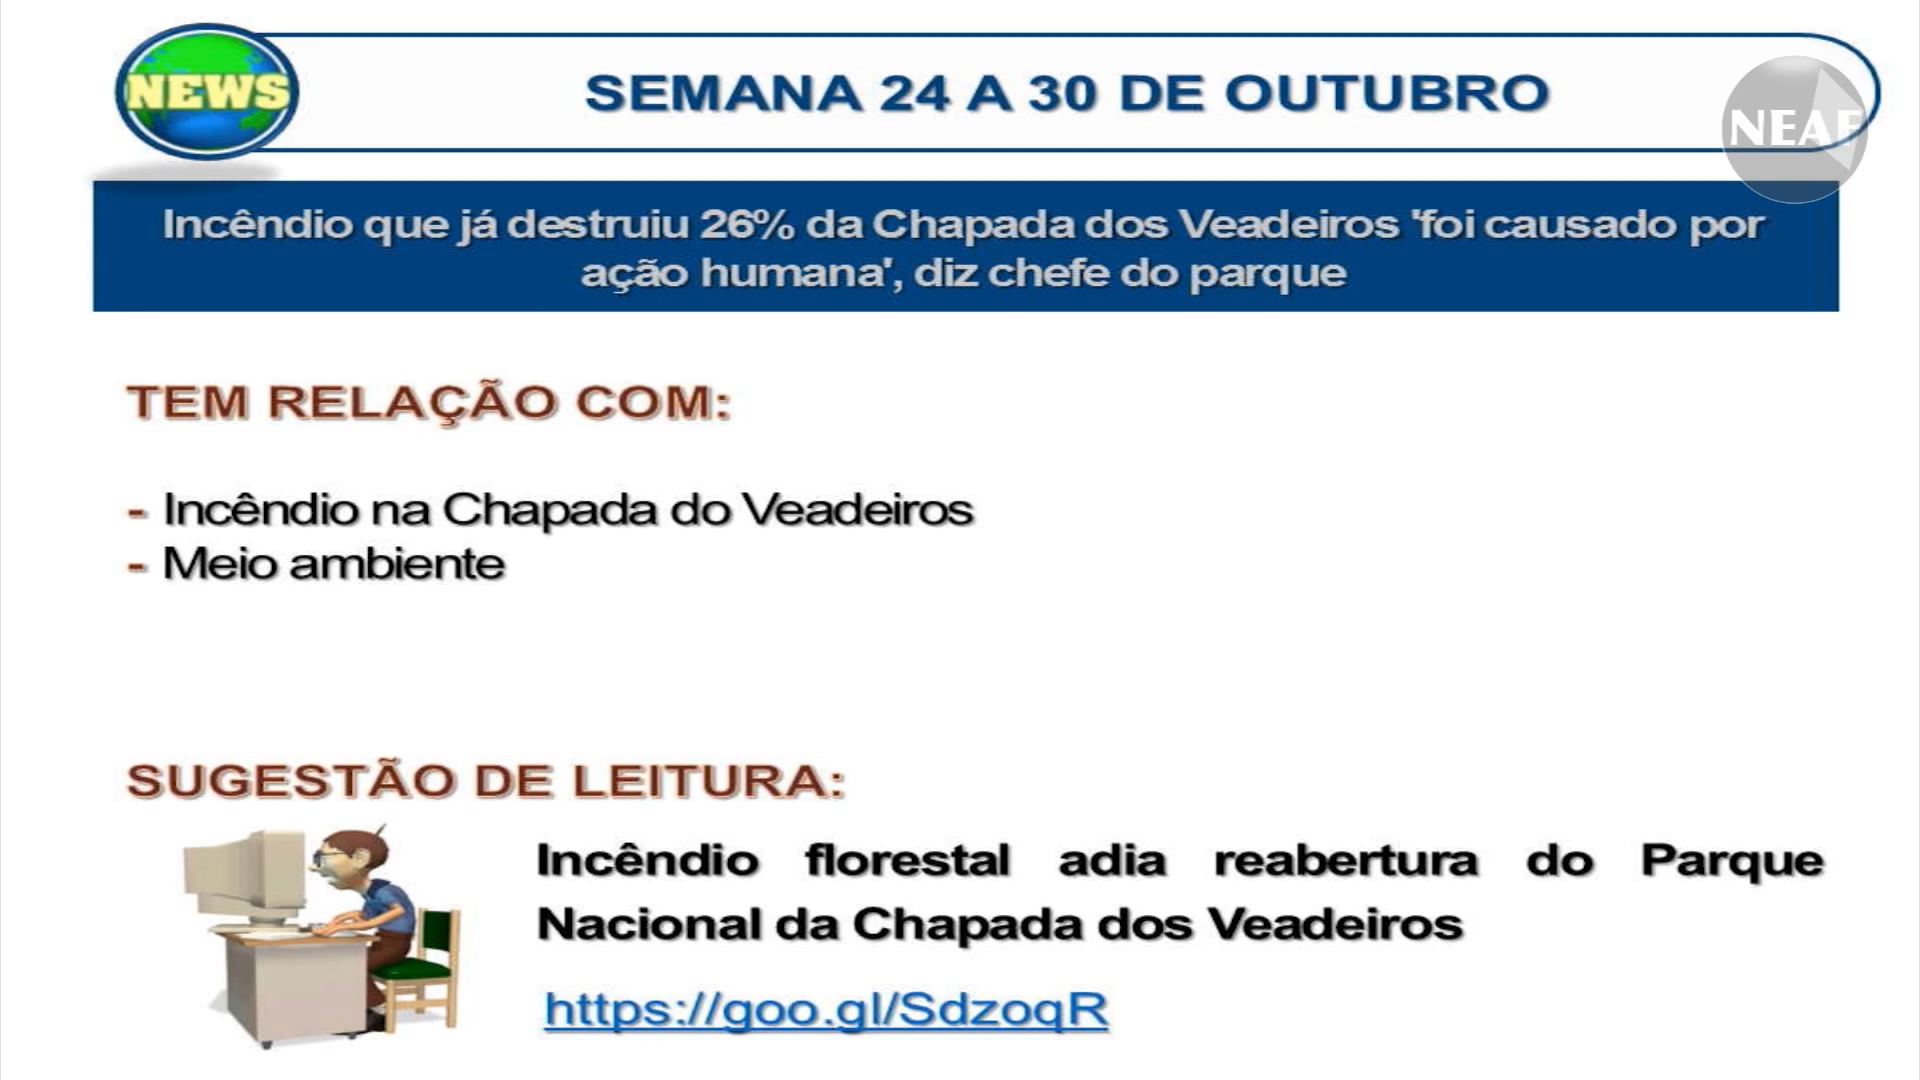 NEWS
SEMANA 24 A 30 DE OUTUBRO
NEAF
Incêndio que já destruiu 26% da Chapada dos Veadeiros 'foi causado por
ação humana', diz chefe do parque
TEM RELAÇÃO COM:
- Incêndio na Chapada do Veadeiros
- Meio ambiente
SUGESTÃO DE LEITURA:
Incêndio florestal adia reabertura do Parque
Nacional da Chapada dos Veadeiros
https://goo.gl/SdzoqR